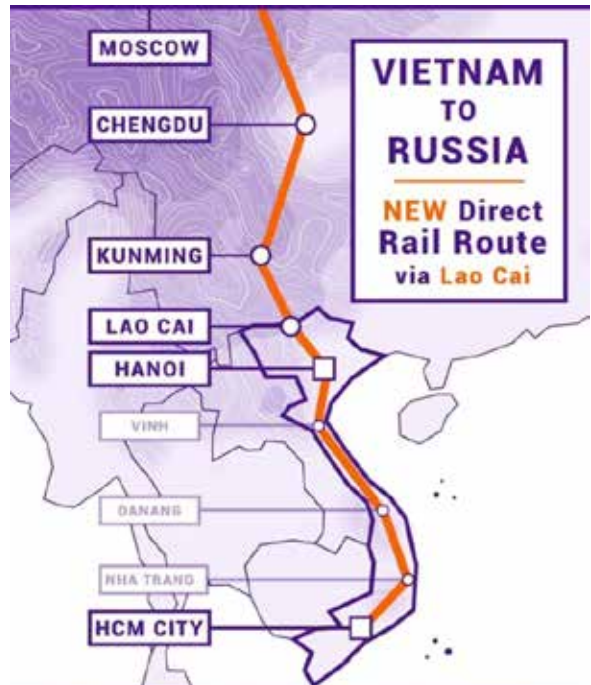 MOSCOW
CHENGDU
KUNMING
LAO CAI
HANOI
VINH
DANANG
NHA TRANG
HCM CITY
VIETNAM
TO
RUSSIA
NEW Direct
Rail Route
via Lao Cai